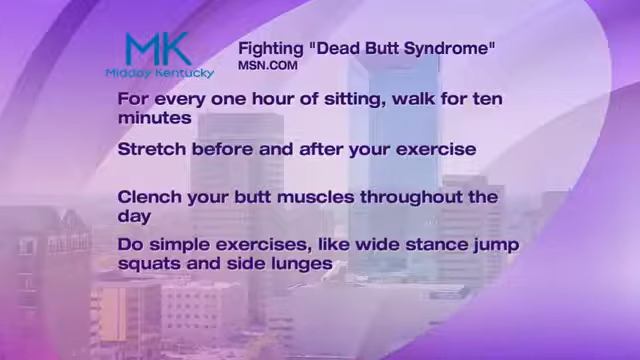 MK
Midday Kentucky
Fighting "Dead Butt Syndrome"
MSN.COM
For every one hour of sitting, walk for ten
minutes
Stretch before and after your exercise
Clench your butt muscles throughout the
day
Do simple exercises, like wide stance jump
squats and side lunges